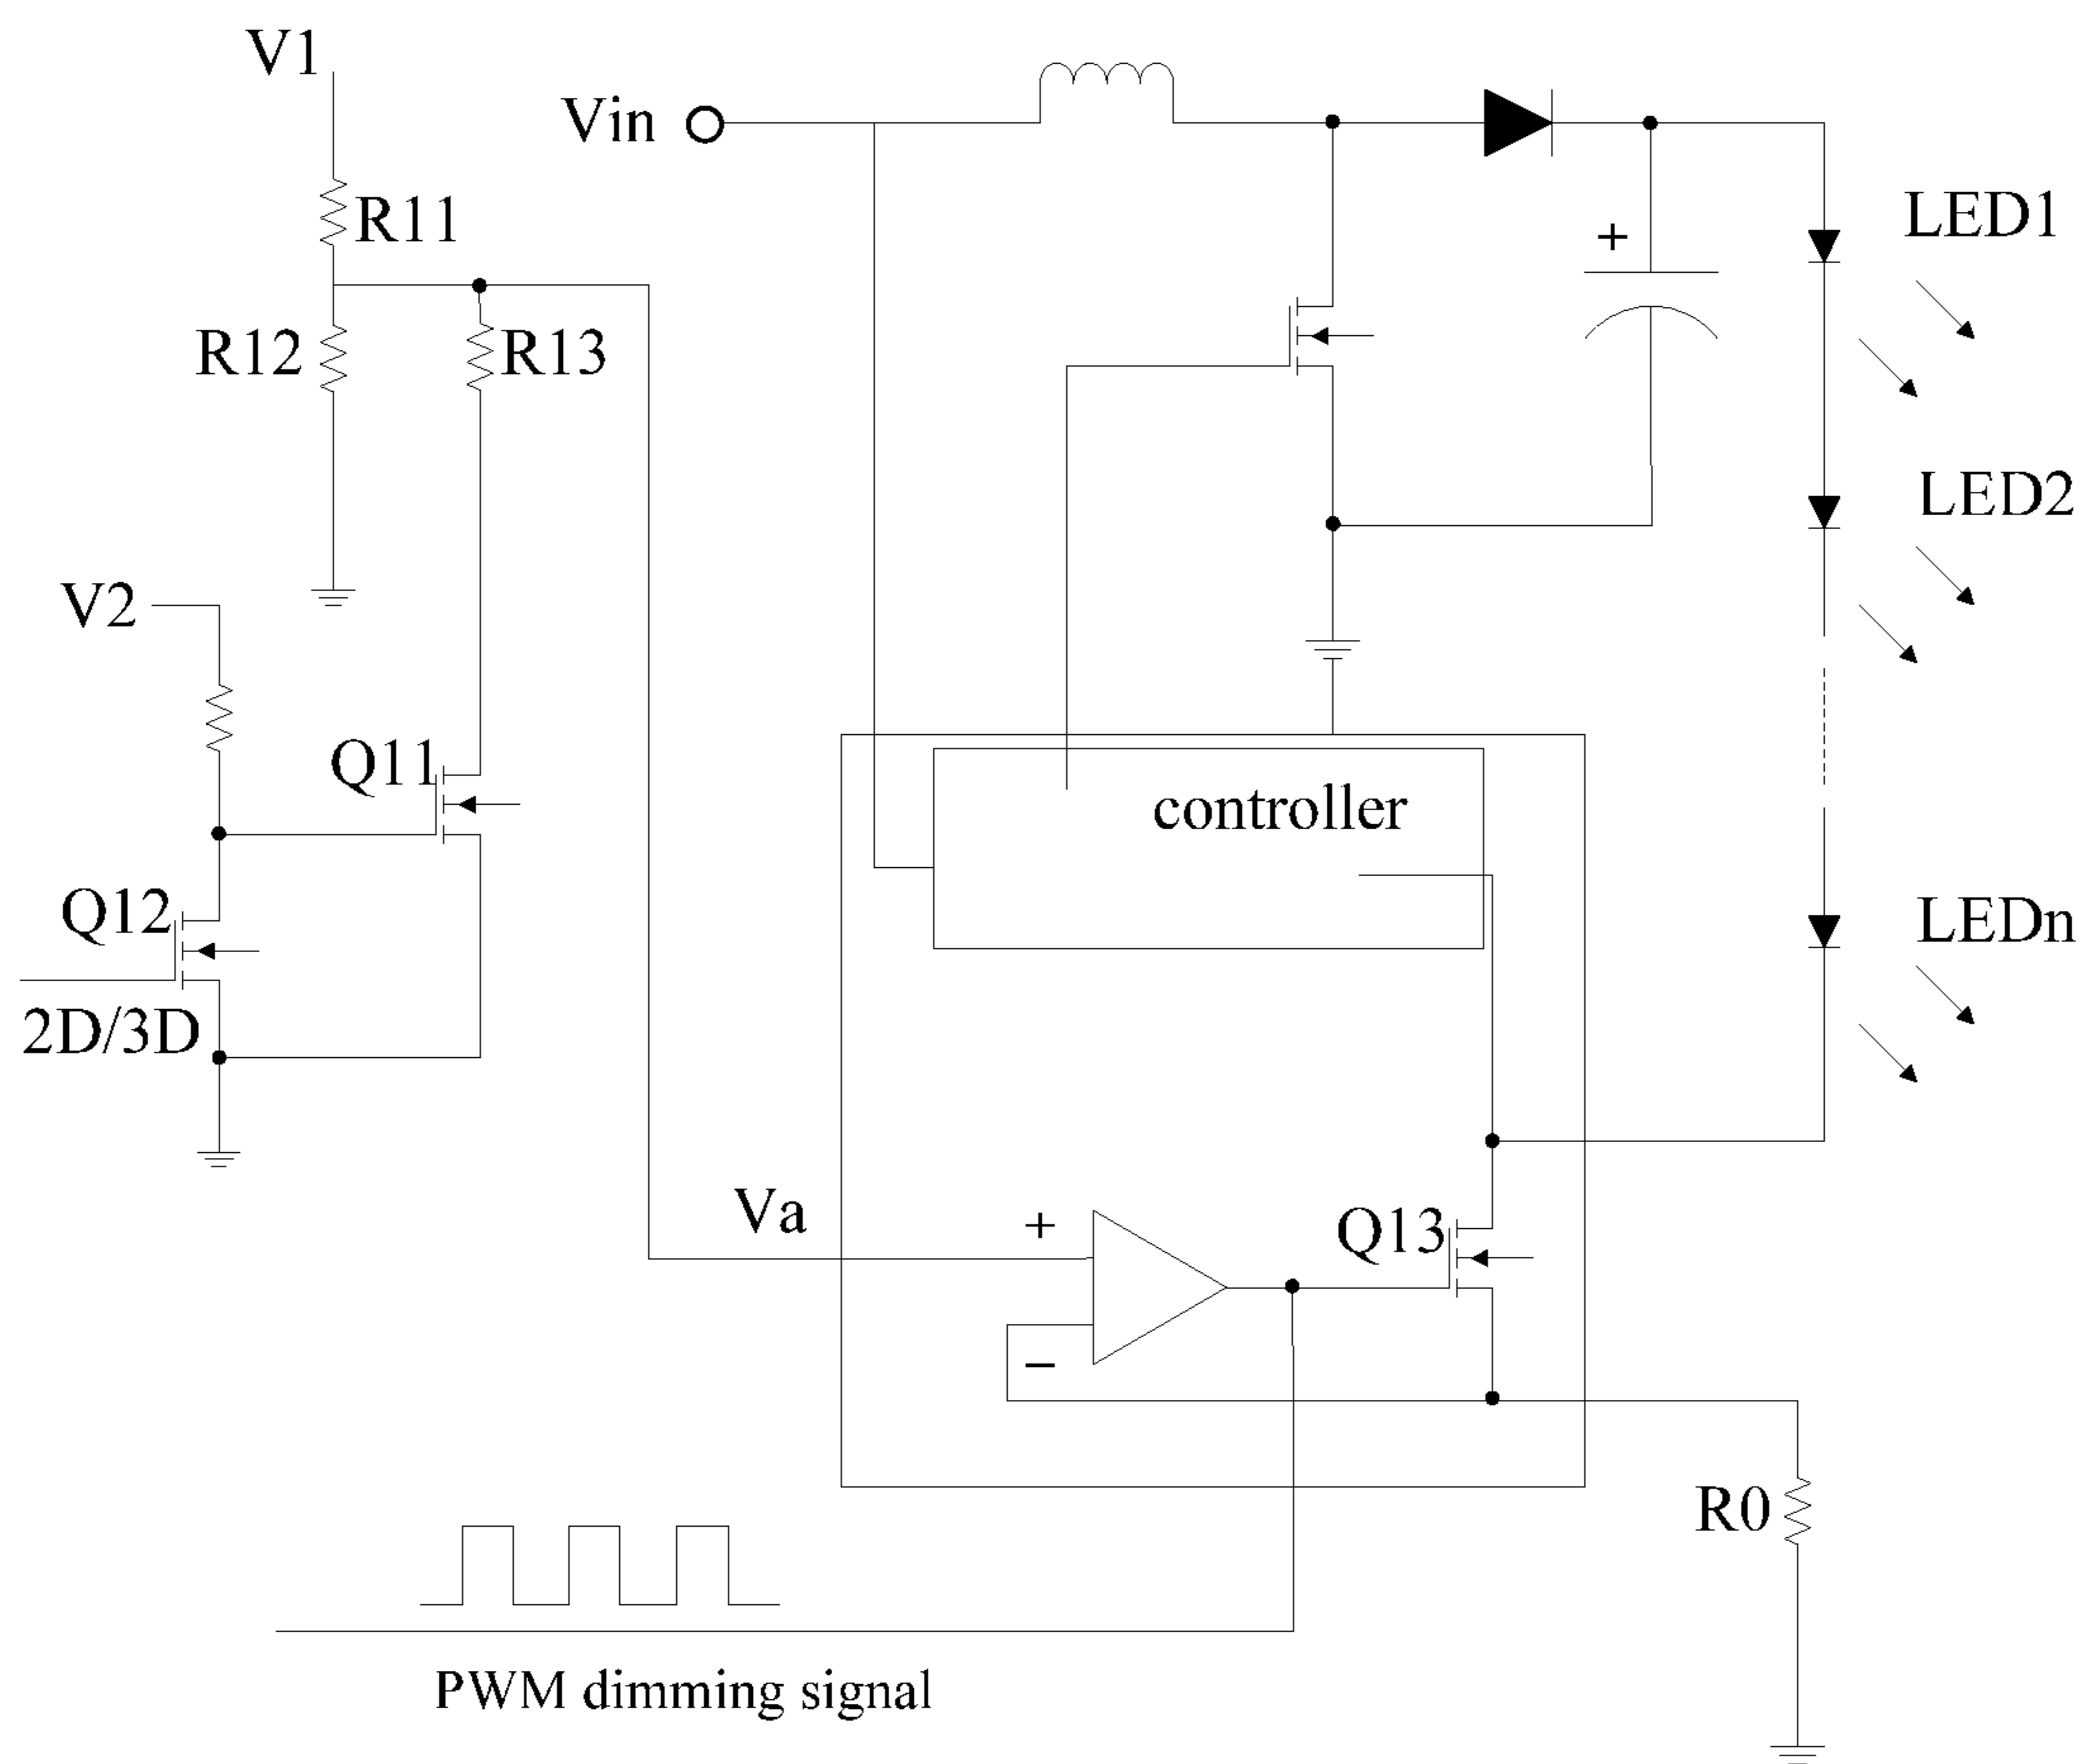 V1
Vin
R11
LED1
+
R12
R13
LED2
V2
Q11
controller
Q12
LEDn
2D/3D
Va
+
Q13
−
R0
PWM dimming signal